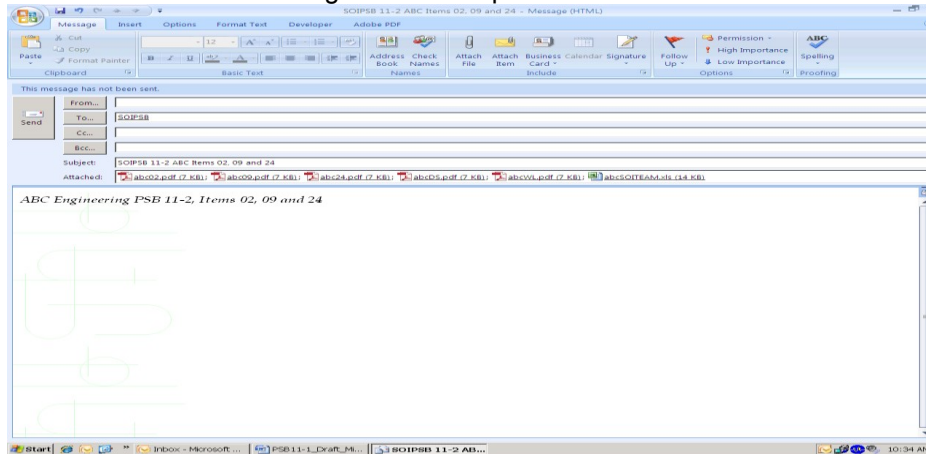 SOIPSB 11-2 ABC Items 02, 09 and 24 - Message (HTML)
Message Insert Options Format Text Developer Adobe PDF
Cut
Copy
Format Painter
Paste
Clipboard
12
Basic Text
Address Book
Check Names
Names
Attach File
Attach Item
Business Card
Calendar
Signature
Include
Follow Up
Permission
High Importance
Low Importance
Options
ABC
Spelling
Proofing
This message has not been sent.
Send
From...
To... SOIPSB
Cc...
Bcc...
Subject: SOIPSB 11-2 ABC Items 02, 09 and 24
Attached: abc02.pdf (7 KB); abc09.pdf (7 KB); abc24.pdf (7 KB); abcDS.pdf (7 KB); abcWL.pdf (7 KB); abcSOITEAM.xls (14 KB)
ABC Engineering PSB 11-2, Items 02, 09 and 24
Start Inbox - Microsoft ... PSB11-1_Draft_Mi... SOIPSB 11-2 AB... 10:34 AM